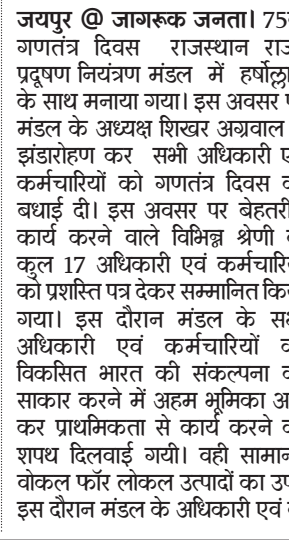 जयपुर @ जागरूक जनता। 75
गणतंत्र दिवस राजस्थान राज
प्रदूषण नियंत्रण मंडल में हर्षोल्ला
के साथ मनाया गया। इस अवसर
मंडल के अध्यक्ष शिखर अग्रवाल
झंडारोहण कर सभी अधिकारी ए
कर्मचारियों को गणतंत्र दिवस
बधाई दी। इस अवसर पर बेहतरी
कार्य करने वाले विभिन्न श्रेणी
कुल 17 अधिकारी एवं कर्मचारि
को प्रशस्ति पत्र देकर सम्मानित कि
गया। इस दौरान मंडल के स
अधिकारी एवं कर्मचारियों
विकसित भारत की संकल्पना
साकार करने में अहम भूमिका अ
कर प्राथमिकता से कार्य करने
शपथ दिलवाई गयी। वही सामान
वोकल फॉर लोकल उत्पादों का उप
इस दौरान मंडल के अधिकारी एवं